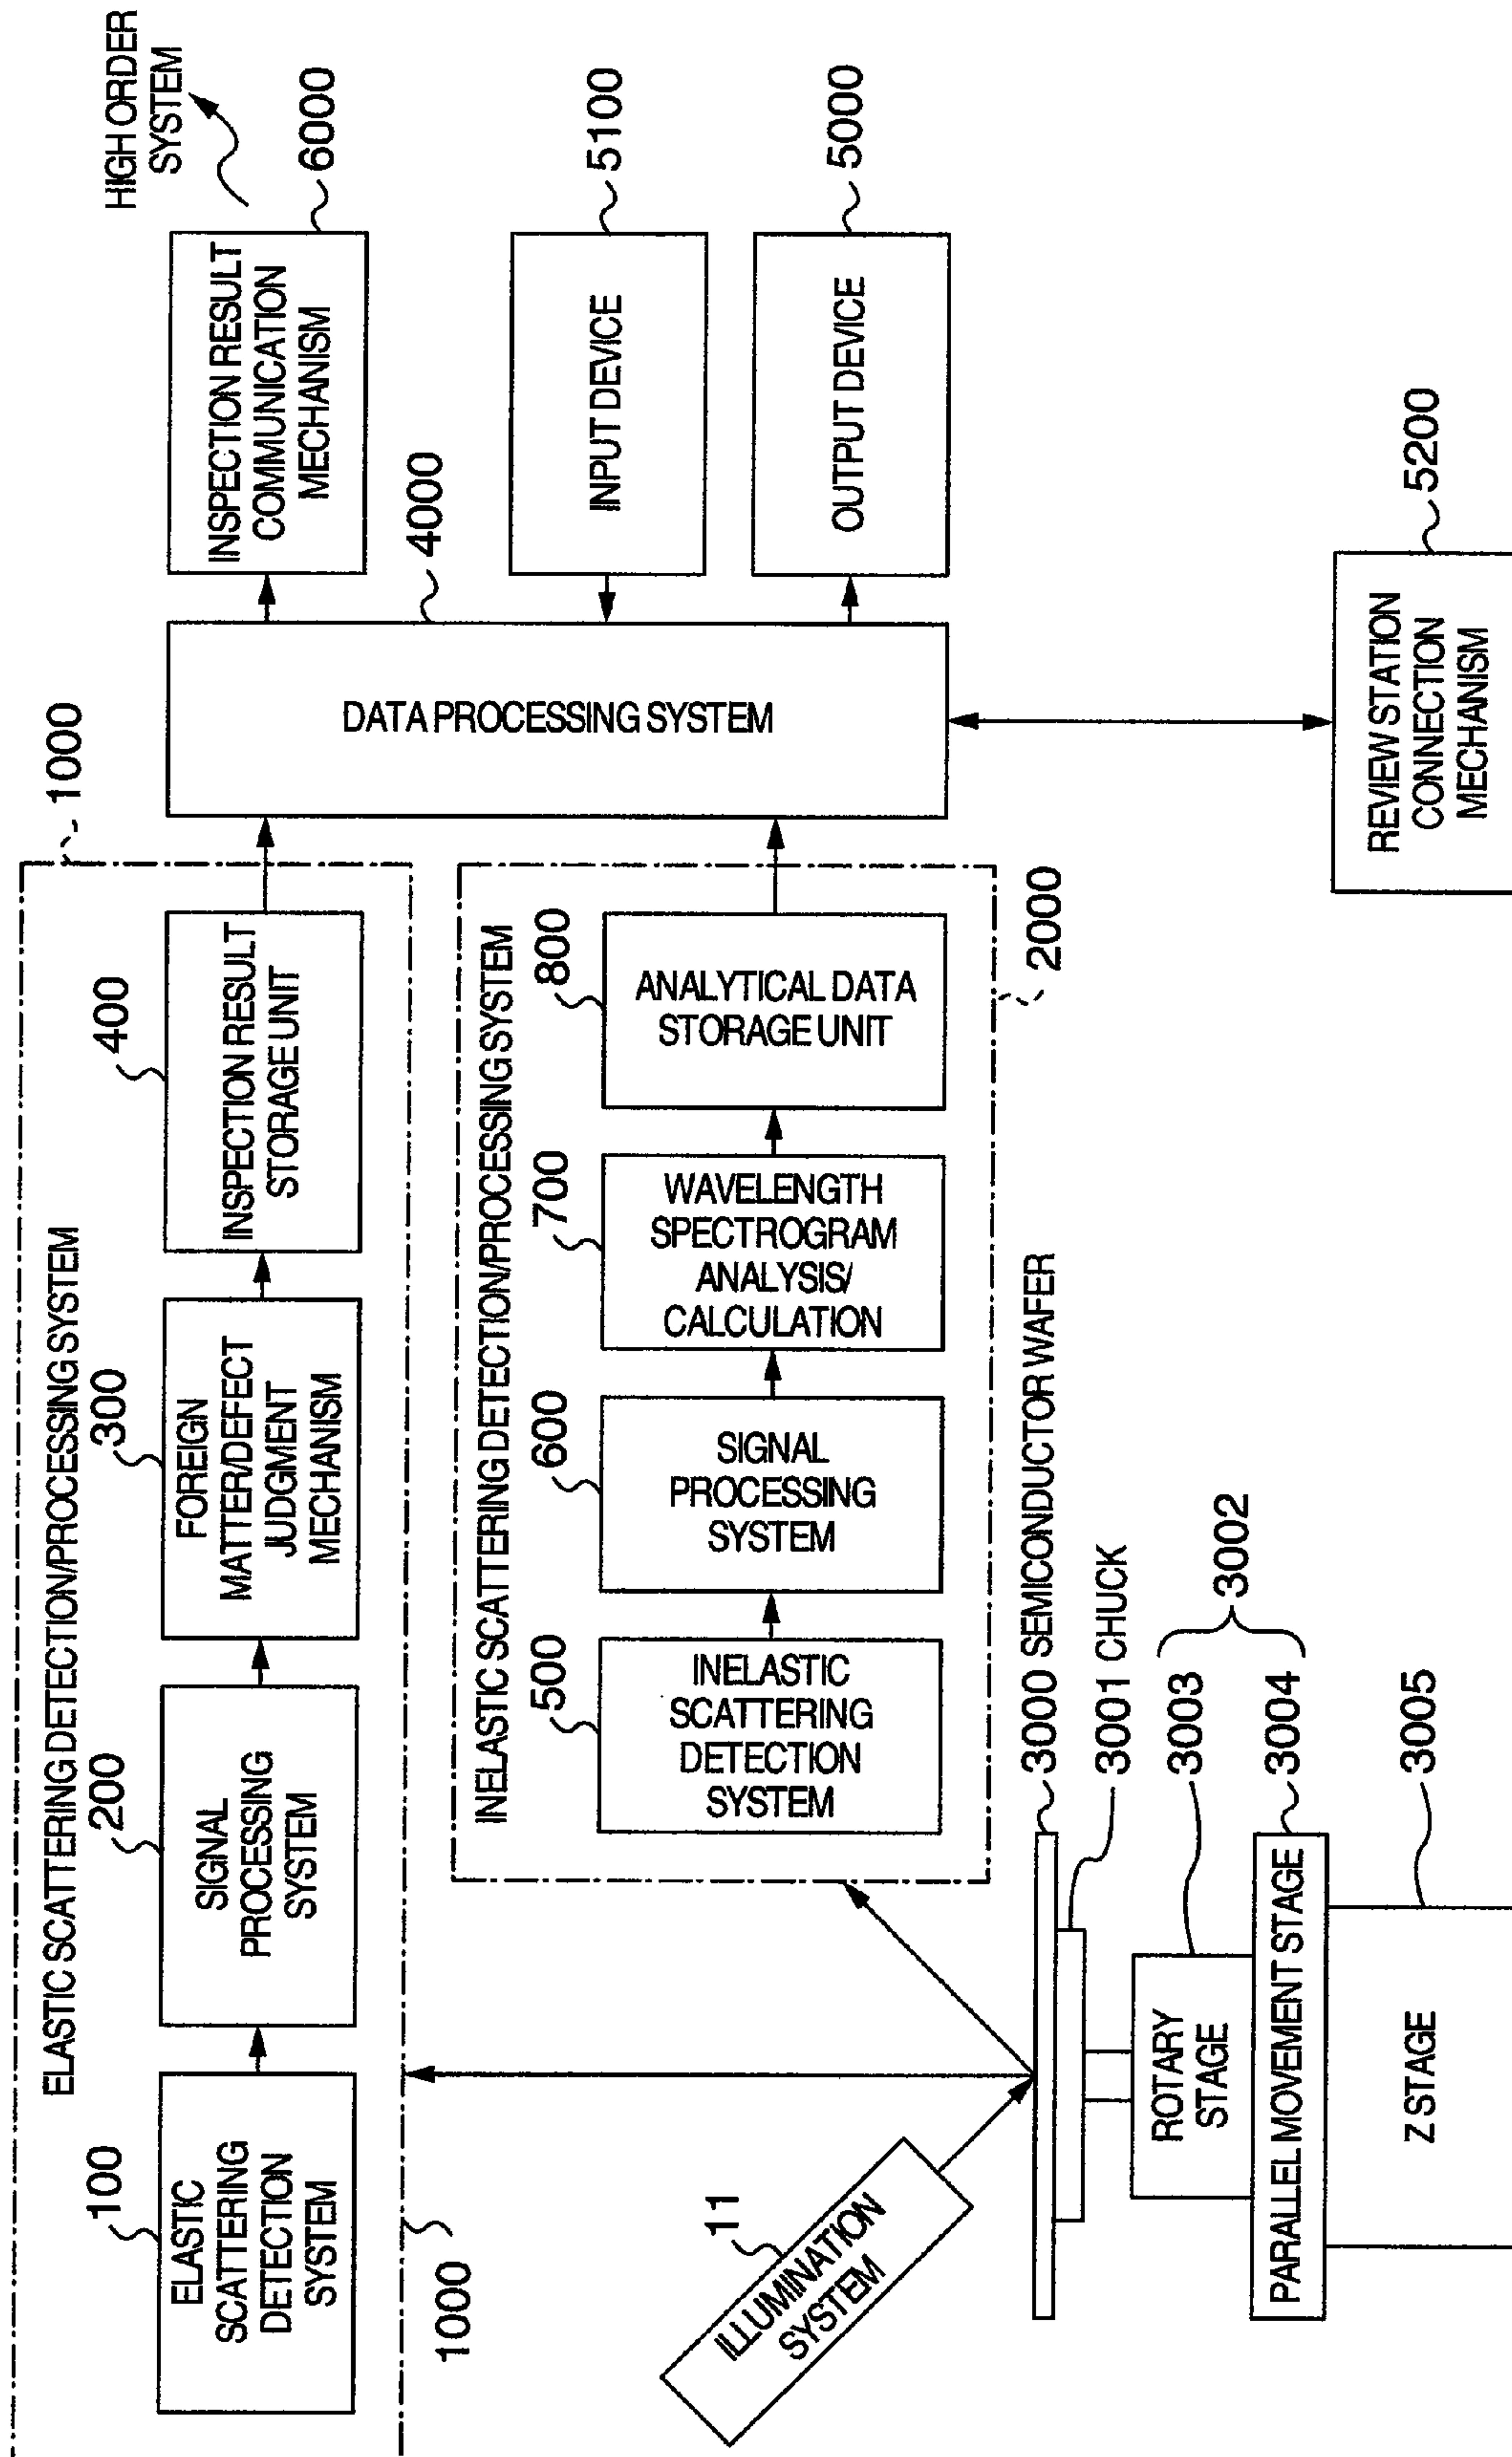 ELASTIC SCATTERING DETECTION/PROCESSING SYSTEM
1000
100
ELASTIC
SCATTERING
DETECTION
SYSTEM
200
SIGNAL
PROCESSING
SYSTEM
300
FOREIGN
MATTER/DEFECT
JUDGMENT
MECHANISM
400
INSPECTION RESULT
STORAGE UNIT
1000
4000
DATA PROCESSING SYSTEM
HIGH ORDER
SYSTEM
6000
INSPECTION RESULT
COMMUNICATION
MECHANISM
5100
INPUT DEVICE
5000
OUTPUT DEVICE
INELASTIC SCATTERING DETECTION/PROCESSING SYSTEM
500
INELASTIC
SCATTERING
DETECTION
SYSTEM
600
SIGNAL
PROCESSING
SYSTEM
700
WAVELENGTH
SPECTROGRAM
ANALYSIS/
CALCULATION
800
ANALYTICAL DATA
STORAGE UNIT
2000
11
ILLUMINATION
SYSTEM
3000 SEMICONDUCTOR WAFER
3001 CHUCK
ROTARY
STAGE
3003
3002
PARALLEL MOVEMENT STAGE
3004
Z STAGE
3005
5200
REVIEW STATION
CONNECTION
MECHANISM